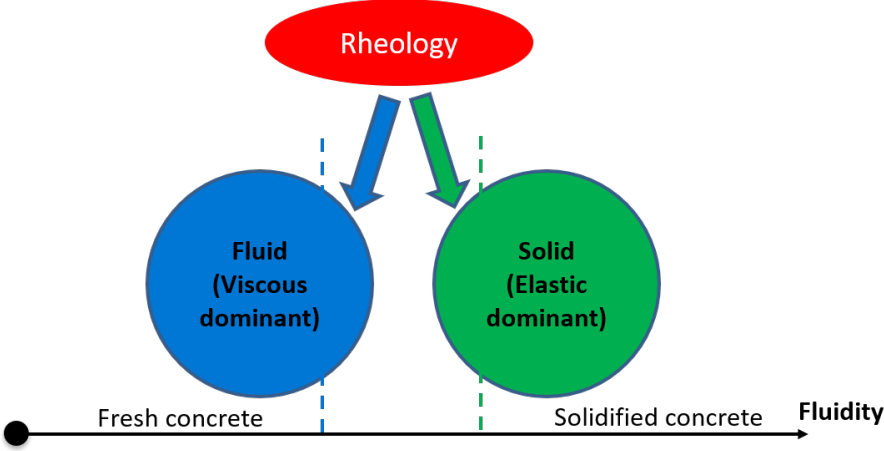 Rheology
Fluid
(Viscous
dominant)
Solid
(Elastic
dominant)
Fresh concrete
Solidified concrete
Fluidity